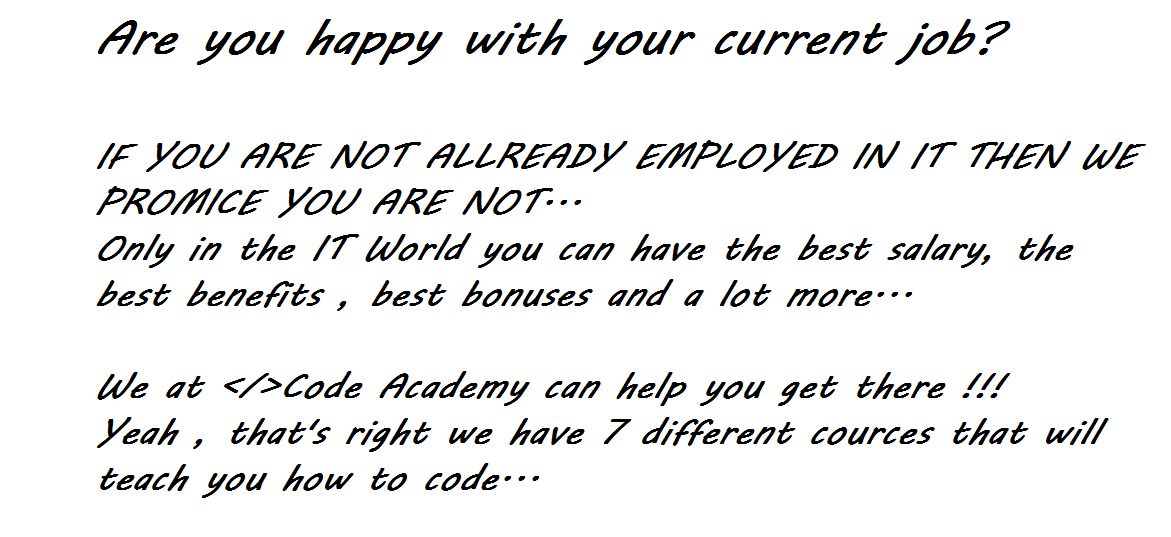 Are you happy with your current job?
IF YOU ARE NOT ALLREADY EMPLOYED IN IT THEN WE
PROMICE YOU ARE NOT...
Only in the IT World you can have the best salary, the
best benefits , best bonuses and a lot more...
We at </>Code Academy can help you get there !!!
Yeah , that's right we have 7 different cources that will
teach you how to code...